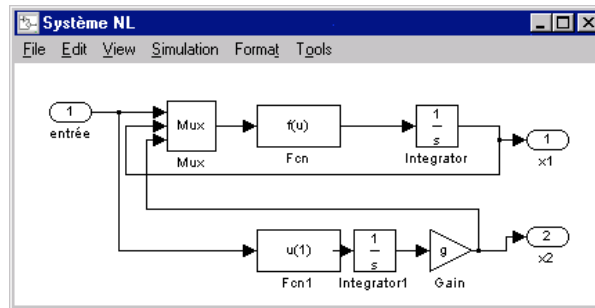 Système NL
File Edit View Simulation Format Tools
1
entrée
Mux
Mux
f(u)
Fcn
1
s
Integrator
1
x1
u(1)
Fcn1
1
s
Integrator1
g
Gain
2
x2